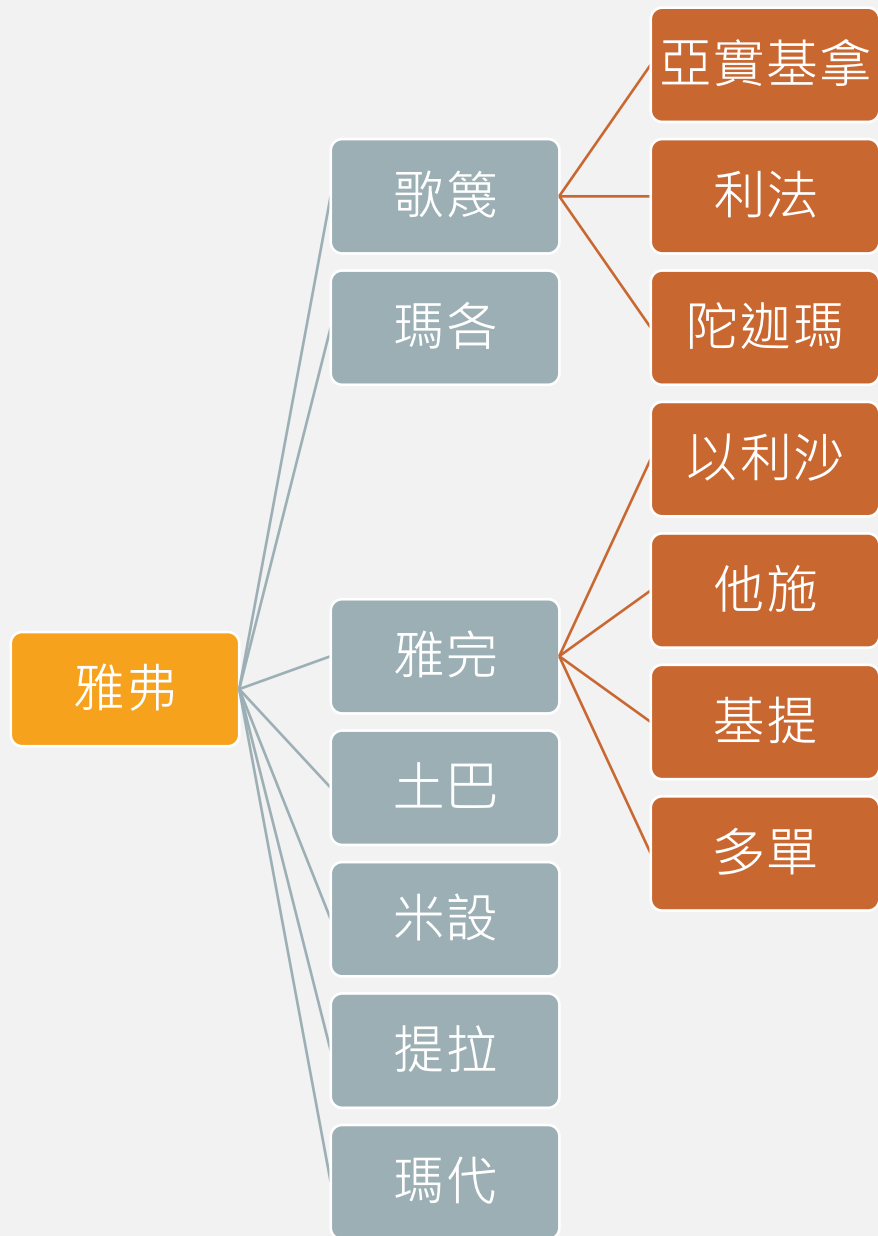 雅弗
歌篾
瑪各
雅完
土巴
米設
提拉
瑪代
亞實基拿
利法
陀迦瑪
以利沙
他施
基提
多單